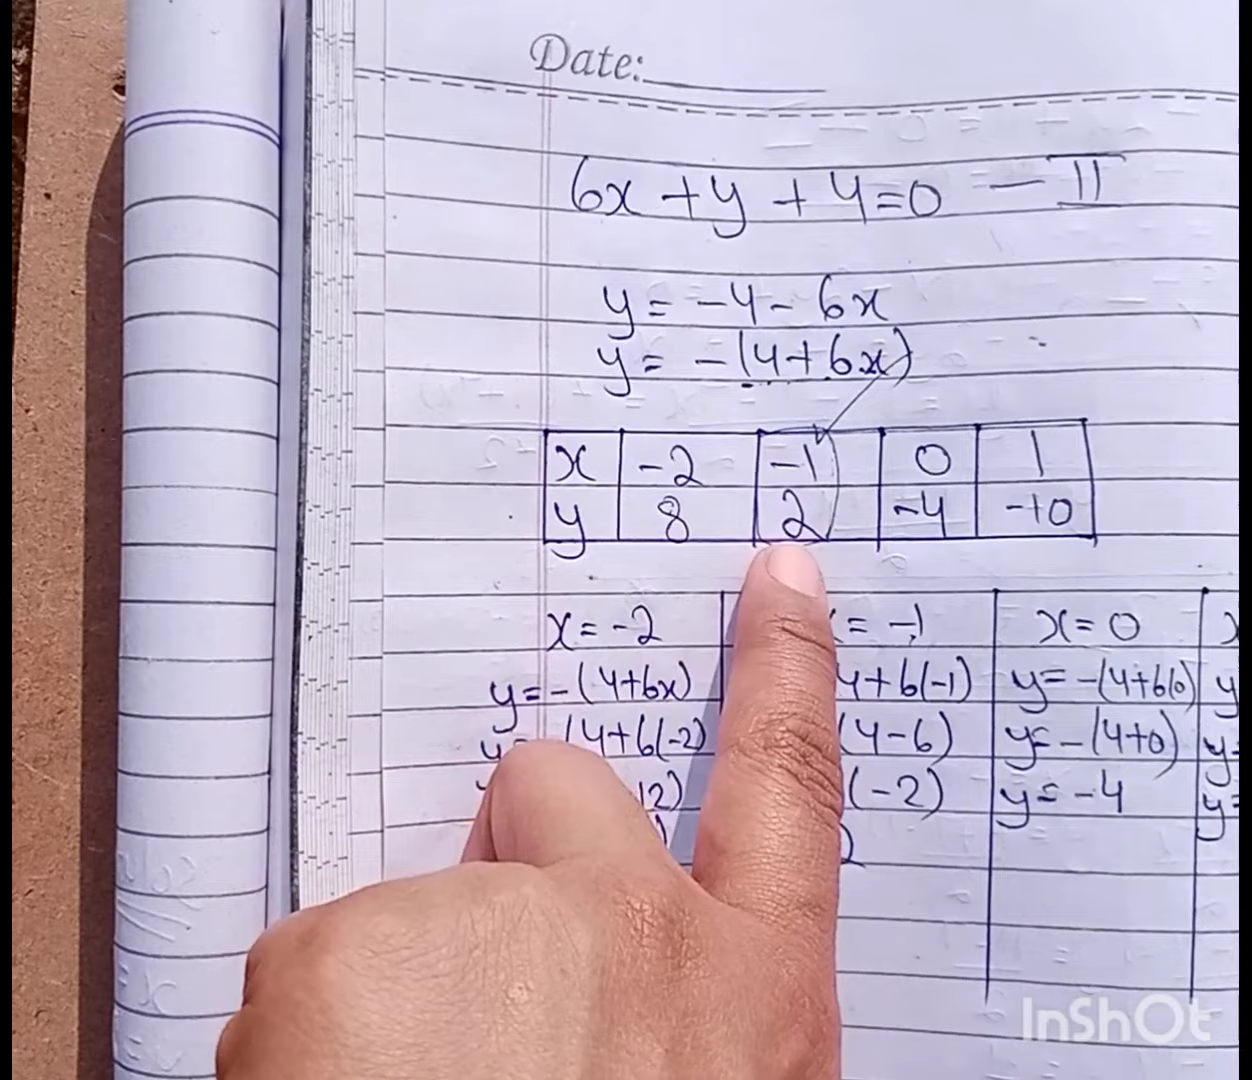 Date:
6x + y + 4 = 0 — II
y = -4 - 6x
y = -(4+6x)
x -2 -1 0 1
y 8 2 -4 -10
x = -2 = -1 x = 0
y = -(4+6x) 4+6(-1) y = -(4+6(0) y
(4+6(-2) (4-6) y = -(4+0) y
12) (-2) y = -4 y=
2
InShOt